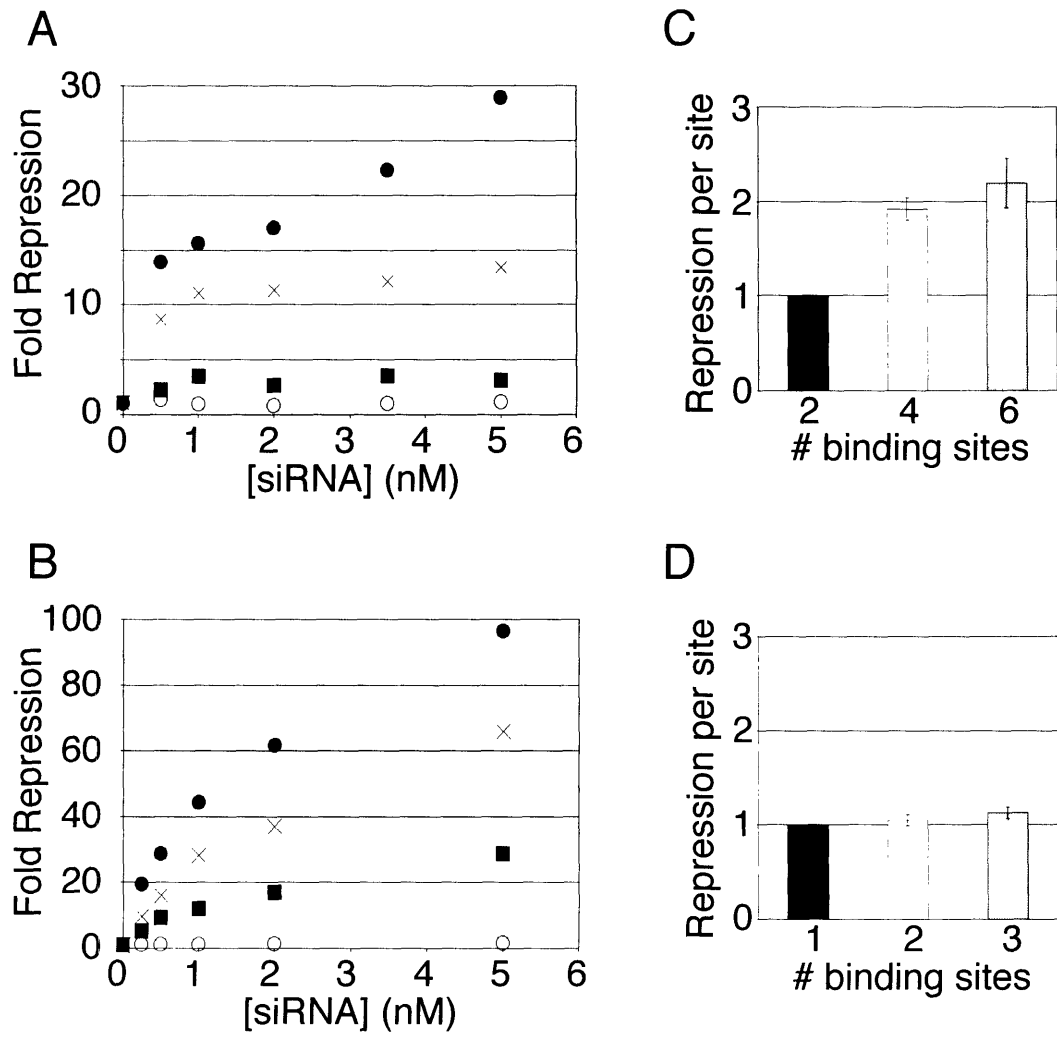 A
Fold Repression
30
20
10
0
0 1 2 3 4 5 6
[siRNA] (nM)
C
Repression per site
3
2
1
0
2 4 6
# binding sites
B
Fold Repression
100
80
60
40
20
0
0 1 2 3 4 5 6
[siRNA] (nM)
D
Repression per site
3
2
1
0
1 2 3
# binding sites